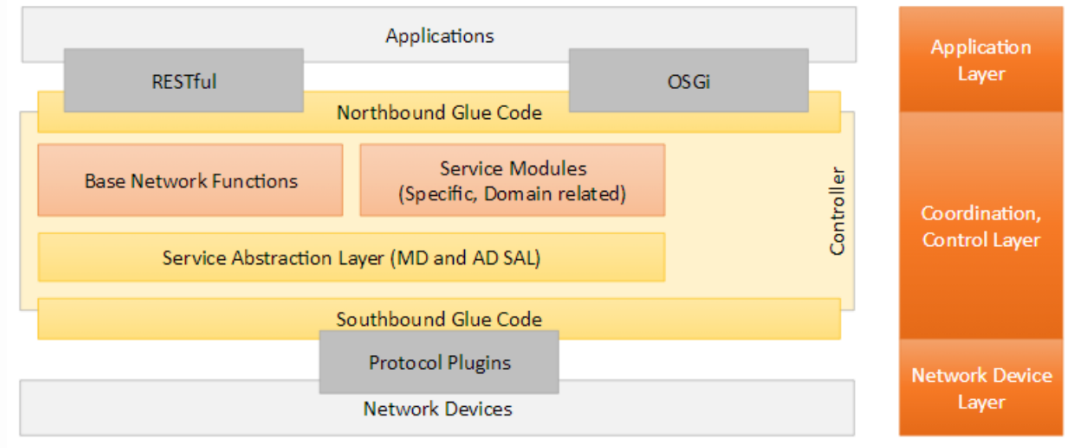 Applications
RESTful
OSGi
Northbound Glue Code
Base Network Functions
Service Modules
(Specific, Domain related)
Service Abstraction Layer (MD and AD SAL)
Controller
Southbound Glue Code
Protocol Plugins
Network Devices
Application
Layer
Coordination,
Control Layer
Network Device
Layer